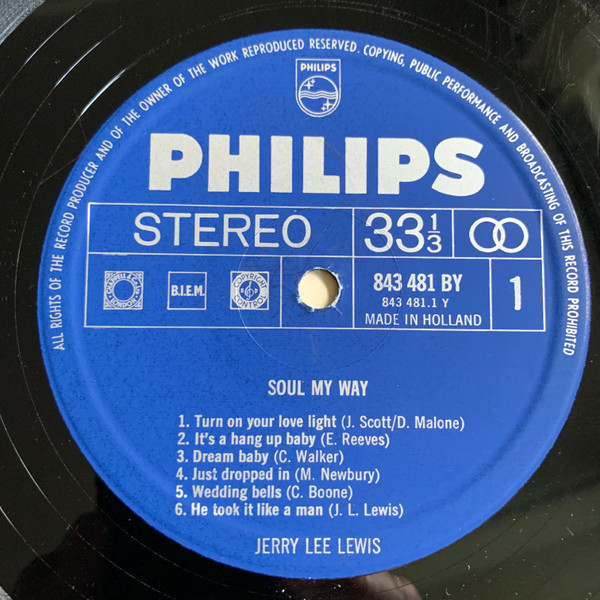 ALL RIGHTS OF THE RECORD PRODUCER AND OF THE OWNER OF THE WORK REPRODUCED RESERVED. COPYING, PUBLIC PERFORMANCE AND BROADCASTING OF THIS RECORD PROHIBITED
PHILIPS
PHILIPS
STEREO 33 1/3
B.I.E.M. COPYRIGHT CONTROL 843 481 BY 1
843 481.1 Y
MADE IN HOLLAND
SOUL MY WAY
1. Turn on your love light (J. Scott/D. Malone)
2. It's a hang up baby (E. Reeves)
3. Dream baby (C. Walker)
4. Just dropped in (M. Newbury)
5. Wedding bells (C. Boone)
6. He took it like a man (J. L. Lewis)
JERRY LEE LEWIS